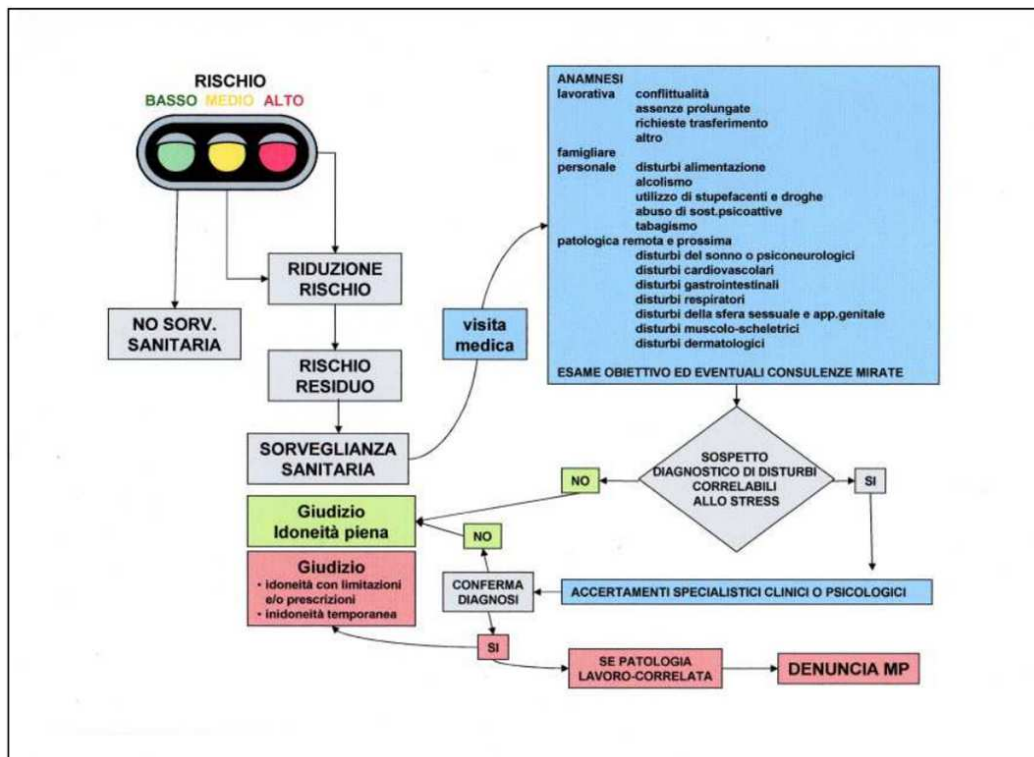 RISCHIO
BASSO MEDIO ALTO
RIDUZIONE
RISCHIO
NO SORV.
SANITARIA
RISCHIO
RESIDUO
SORVEGLIANZA
SANITARIA
visita
medica
ANAMNESI
lavorativa conflittualità
assenze prolungate
richieste trasferimento
altro
famigliare
personale disturbi alimentazione
alcolismo
utilizzo di stupefacenti e droghe
abuso di sost.psicoattive
tabagismo
patologica remota e prossima
disturbi del sonno o psiconeurologici
disturbi cardiovascolari
disturbi gastrointestinali
disturbi respiratori
disturbi della sfera sessuale e app.genitale
disturbi muscolo-scheletrici
disturbi dermatologici
ESAME OBIETTIVO ED EVENTUALI CONSULENZE MIRATE
SOSPETTO
DIAGNOSTICO DI DISTURBI
CORRELABILI
ALLO STRESS
NO
SI
Giudizio
Idoneità piena
NO
Giudizio
• idoneità con limitazioni
e/o prescrizioni
• inidoneità temporanea
CONFERMA
DIAGNOSI
ACCERTAMENTI SPECIALISTICI CLINICI O PSICOLOGICI
SI
SE PATOLOGIA
LAVORO-CORRELATA
DENUNCIA MP